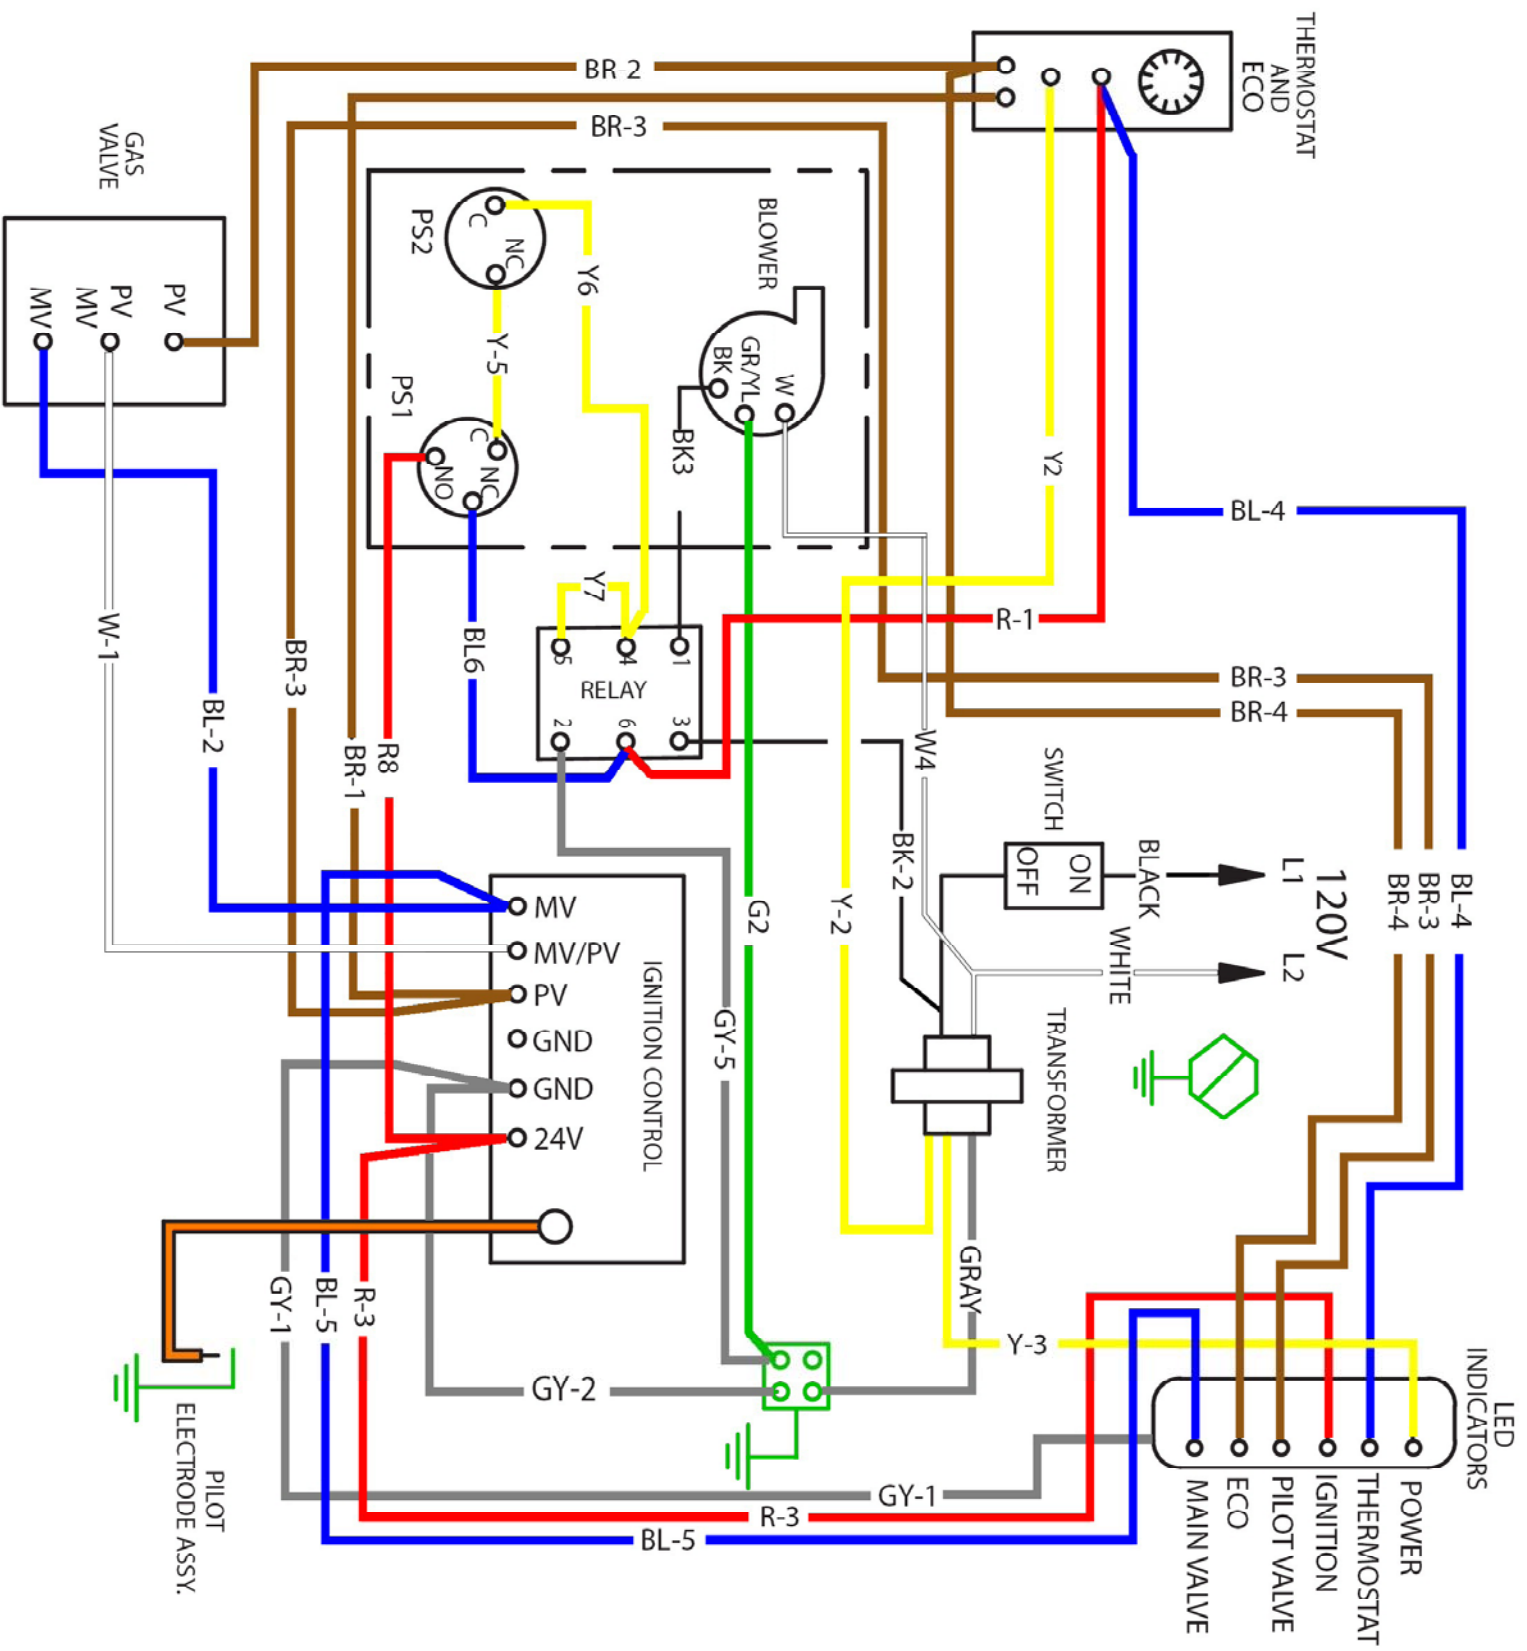 THERMOSTAT
AND
ECO
BR-2
BR-3
GAS
VALVE
MV
PV
MV
PV
PS2
C
NC
Y6
Y-5
PS1
C
NO
NC
BLOWER
BK
GR/YL
W
BK3
Y2
BL-4
Y7
R-1
W-1
BL-2
BR-3
BL6
5
4
1
RELAY
2
6
3
BR-3
BR-4
BR-1
R8
W4
SWITCH
OFF
ON
BLACK
L1
120V
L2
WHITE
BK-2
Y-2
G2
GY-5
BR-4
BR-3
BL-4
MV
MV/PV
PV
GND
GND
24V
IGNITION CONTROL
TRANSFORMER
GRAY
Y-3
GY-1
BL-5
R-3
GY-2
PILOT
ELECTRODE ASSY.
LED
INDICATORS
MAIN VALVE
ECO
PILOT VALVE
IGNITION
THERMOSTAT
POWER
GY-1
R-3
BL-5